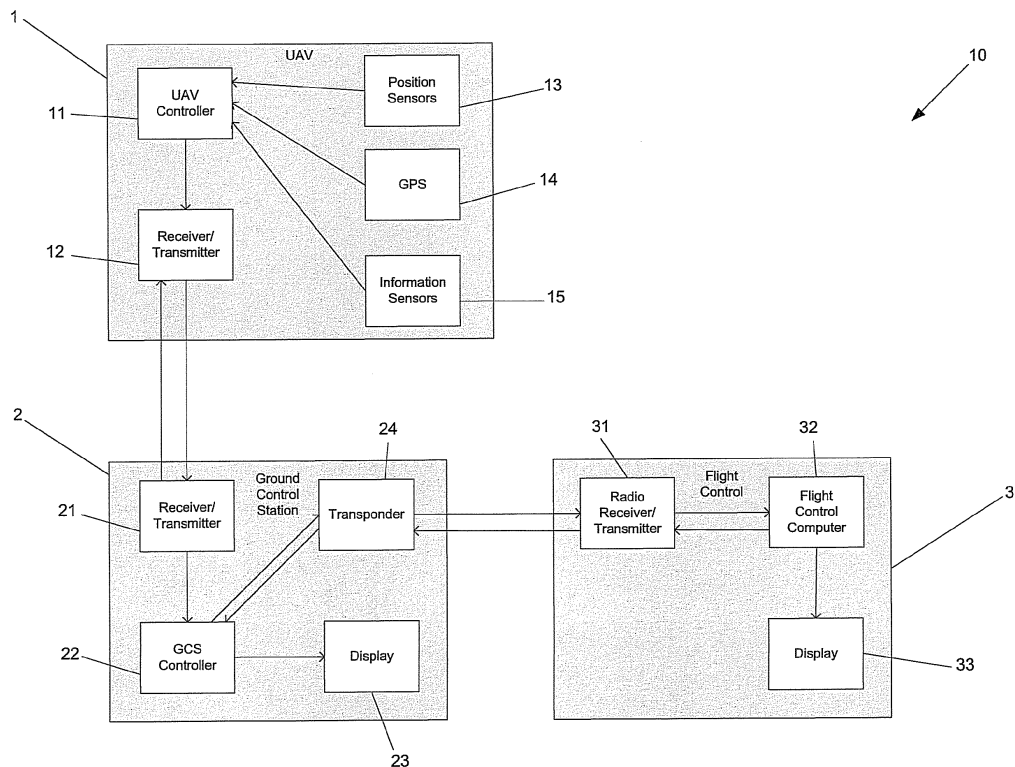 1
UAV
10
UAV
Controller
11
Position
Sensors
13
GPS
14
Receiver/
Transmitter
12
Information
Sensors
15
2
24
31
32
Ground
Control
Station
Flight
Control
Receiver/
Transmitter
21
Transponder
Radio
Receiver/
Transmitter
Flight
Control
Computer
3
GCS
Controller
22
Display
23
Display
33